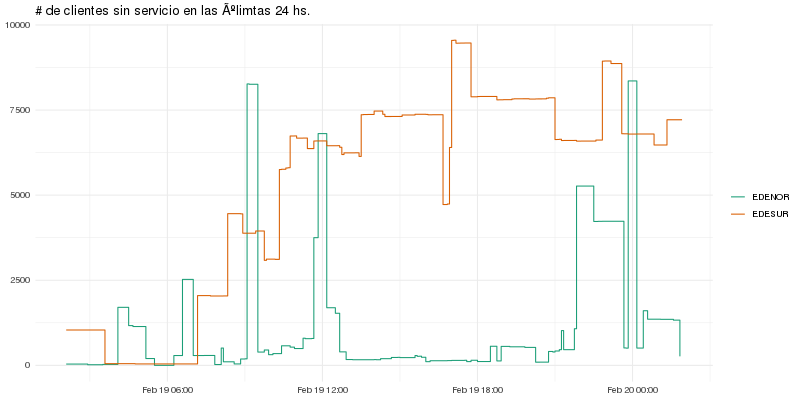 # de clientes sin servicio en las Ãºlimtas 24 hs.
10000
7500
5000
2500
0
Feb 19 06:00
Feb 19 12:00
Feb 19 18:00
Feb 20 00:00
EDENOR
EDESUR